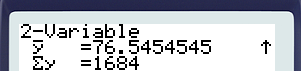 2-Variable
ȳ =76.5454545 ↑
Σy =1684